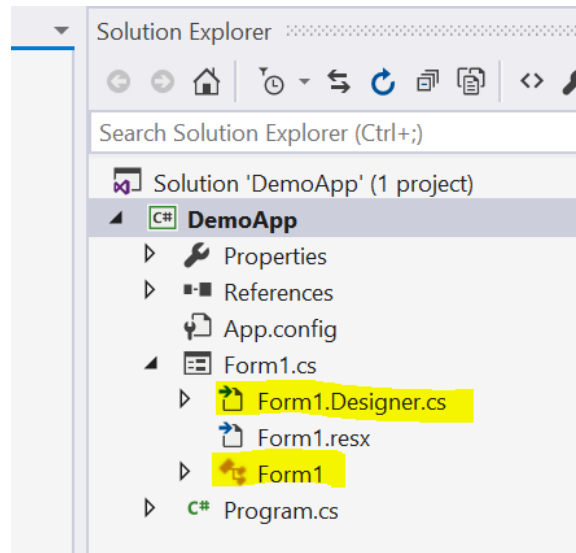 Solution Explorer
Search Solution Explorer (Ctrl+;)
Solution 'DemoApp' (1 project)
C# DemoApp
Properties
References
App.config
Form1.cs
Form1.Designer.cs
Form1.resx
Form1
C# Program.cs